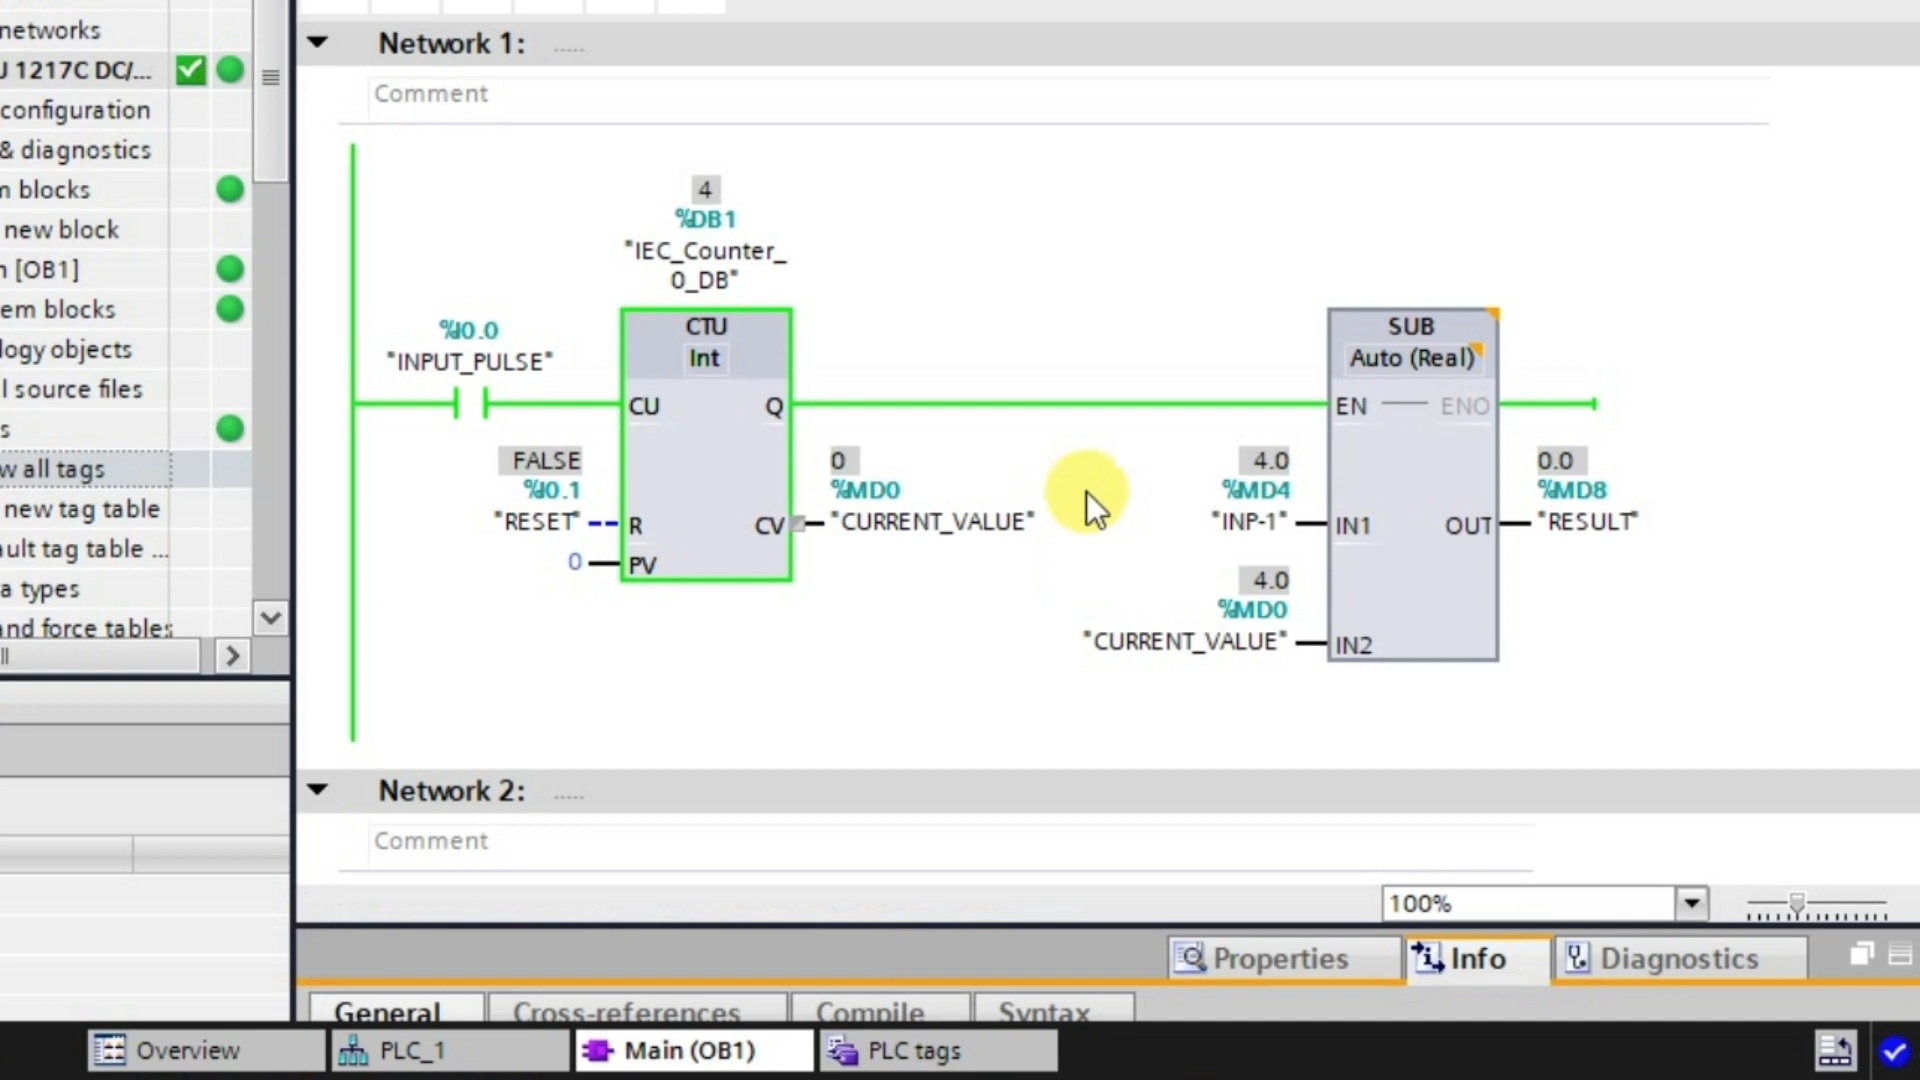 networks
J 1217C DC/...
configuration
& diagnostics
m blocks
new block
n [OB1]
em blocks
logy objects
l source files
s
w all tags
new tag table
ault tag table ...
a types
and force tables
Network 1: .....
Comment
4
%DB1
"IEC_Counter_
0_DB"
CTU
Int
%I0.0
"INPUT_PULSE"
CU
Q
FALSE
%I0.1
"RESET"
R
0
PV
CV
0
%MD0
"CURRENT_VALUE"
SUB
Auto (Real)
EN
ENO
4.0
%MD4
"INP-1"
IN1
4.0
%MD0
"CURRENT_VALUE"
IN2
OUT
0.0
%MD8
"RESULT"
Network 2: .....
Comment
100%
Properties
Info
Diagnostics
General
Cross-references
Compile
Syntax
Overview
PLC_1
Main (OB1)
PLC tags